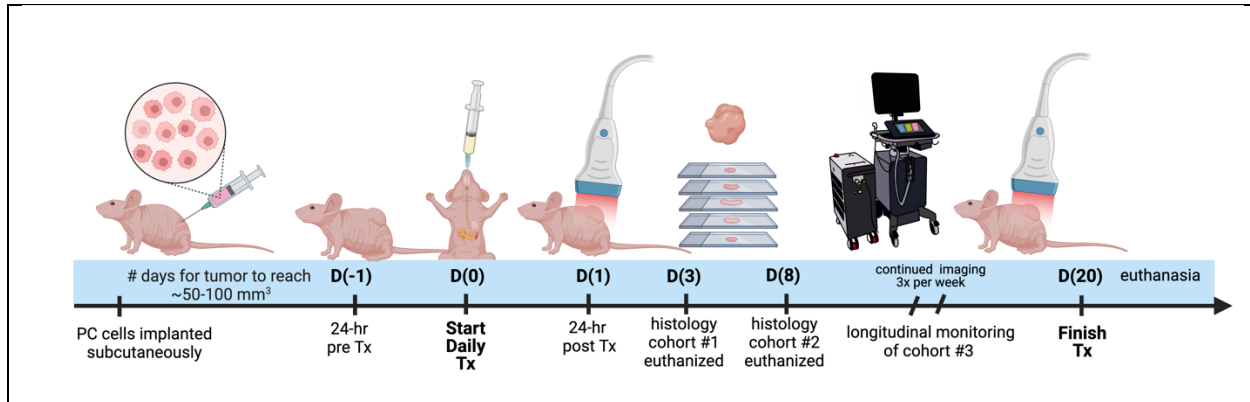 # days for tumor to reach
~50-100 mm³
D(-1)
D(0)
D(1)
D(3)
D(8)
continued imaging
3x per week
D(20)
euthanasia
PC cells implanted
subcutaneously
24-hr
pre Tx
Start
Daily
Tx
24-hr
post Tx
histology
cohort #1
euthanized
histology
cohort #2
euthanized
longitudinal monitoring
of cohort #3
Finish
Tx